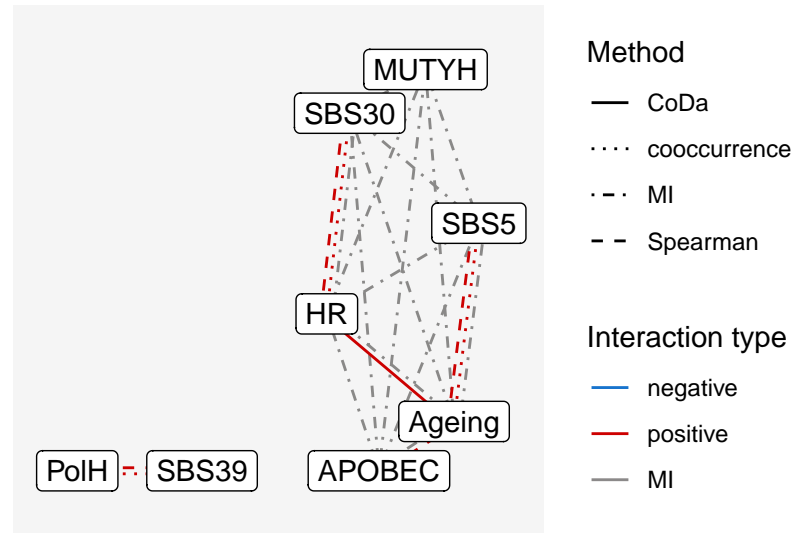 MUTYH
SBS30
SBS5
HR
Ageing
PolH
SBS39
APOBEC
Method
CoDa
cooccurrence
MI
Spearman
Interaction type
negative
positive
MI